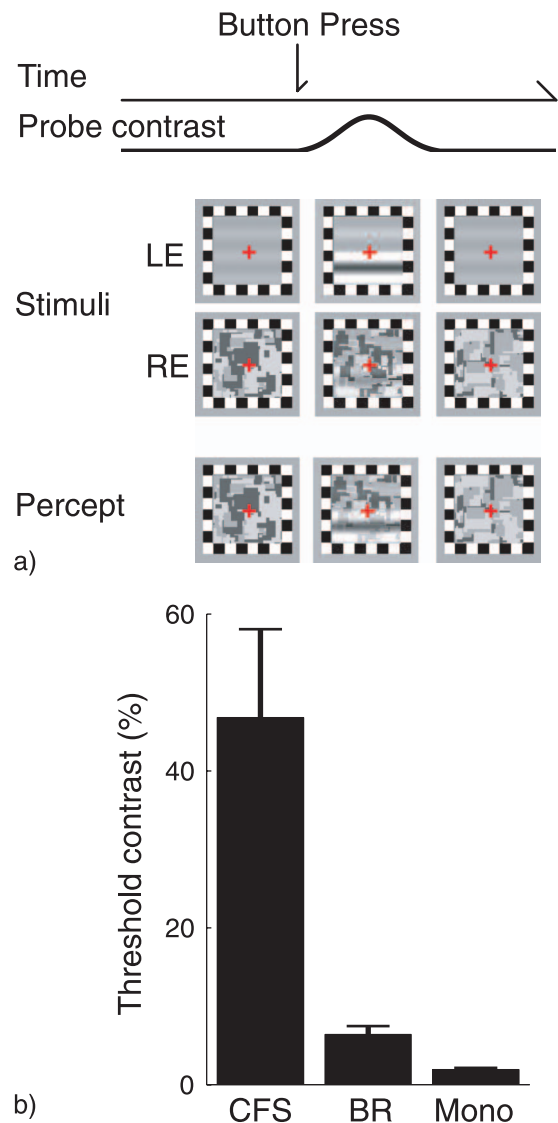 Button Press
Time
Probe contrast
LE
Stimuli
RE
Percept
a)
60
40
20
0
Threshold contrast (%)
CFS BR Mono
b)